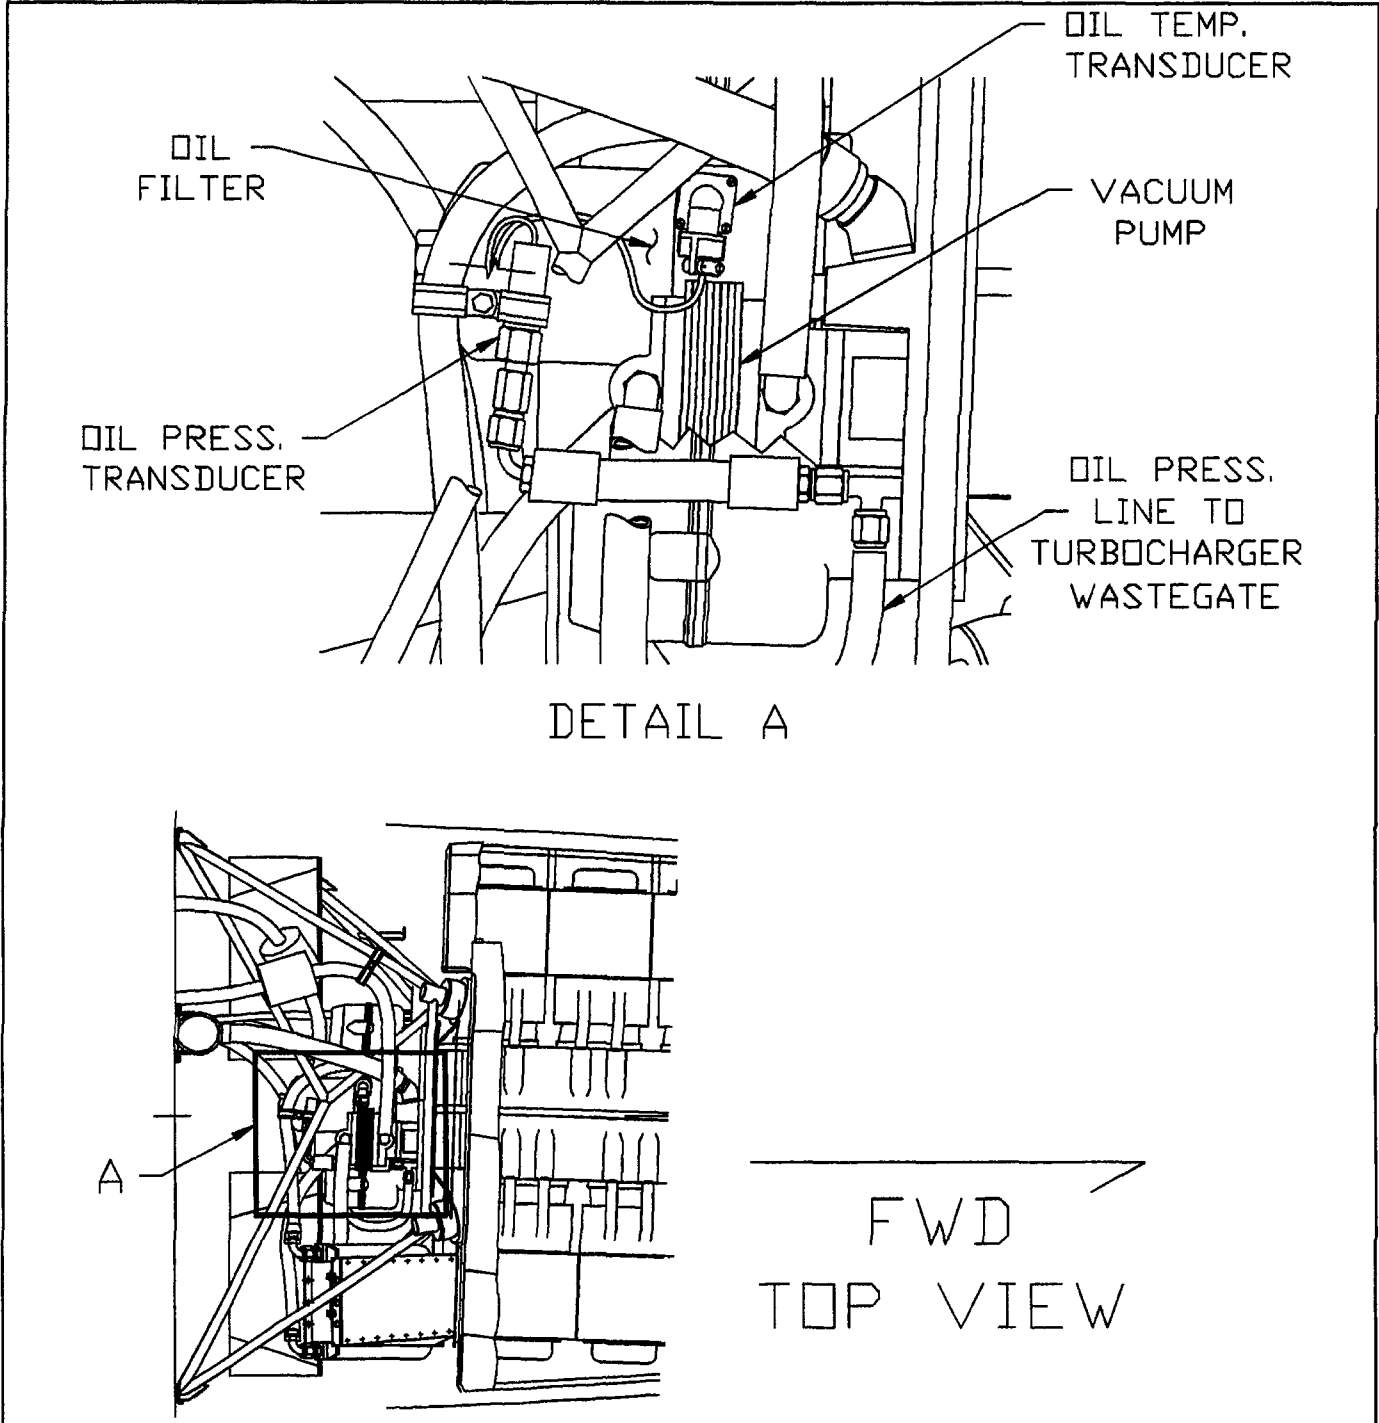 OIL TEMP.
TRANSDUCER
OIL
FILTER
VACUUM
PUMP
OIL PRESS.
TRANSDUCER
OIL PRESS.
LINE TO
TURBOCHARGER
WASTEGATE
DETAIL A
A
FWD
TOP VIEW